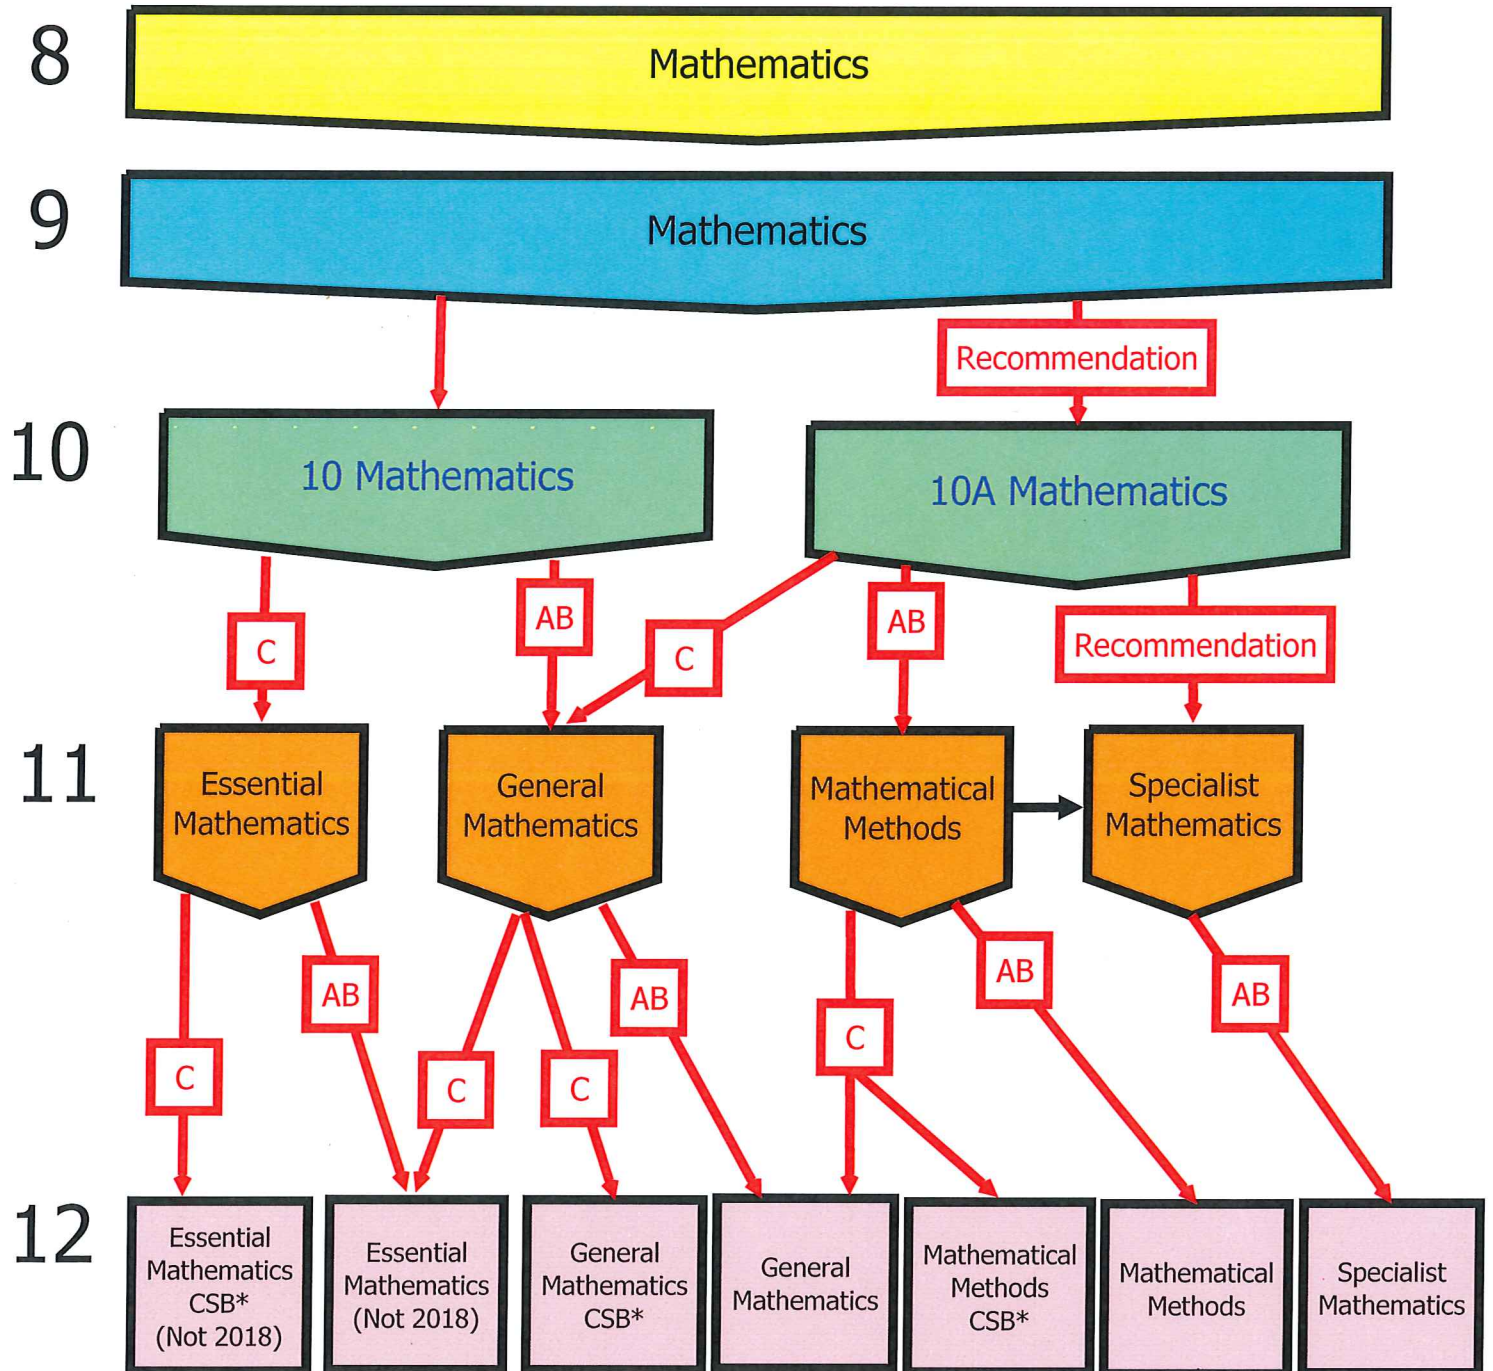 8
Mathematics
9
Mathematics
Recommendation
10
10 Mathematics
10A Mathematics
C
AB
C
AB
Recommendation
11
Essential
Mathematics
General
Mathematics
Mathematical
Methods
Specialist
Mathematics
C
AB
C
C
AB
C
AB
AB
12
Essential
Mathematics
CSB*
(Not 2018)
Essential
Mathematics
(Not 2018)
General
Mathematics
CSB*
General
Mathematics
Mathematical
Methods
CSB*
Mathematical
Methods
Specialist
Mathematics